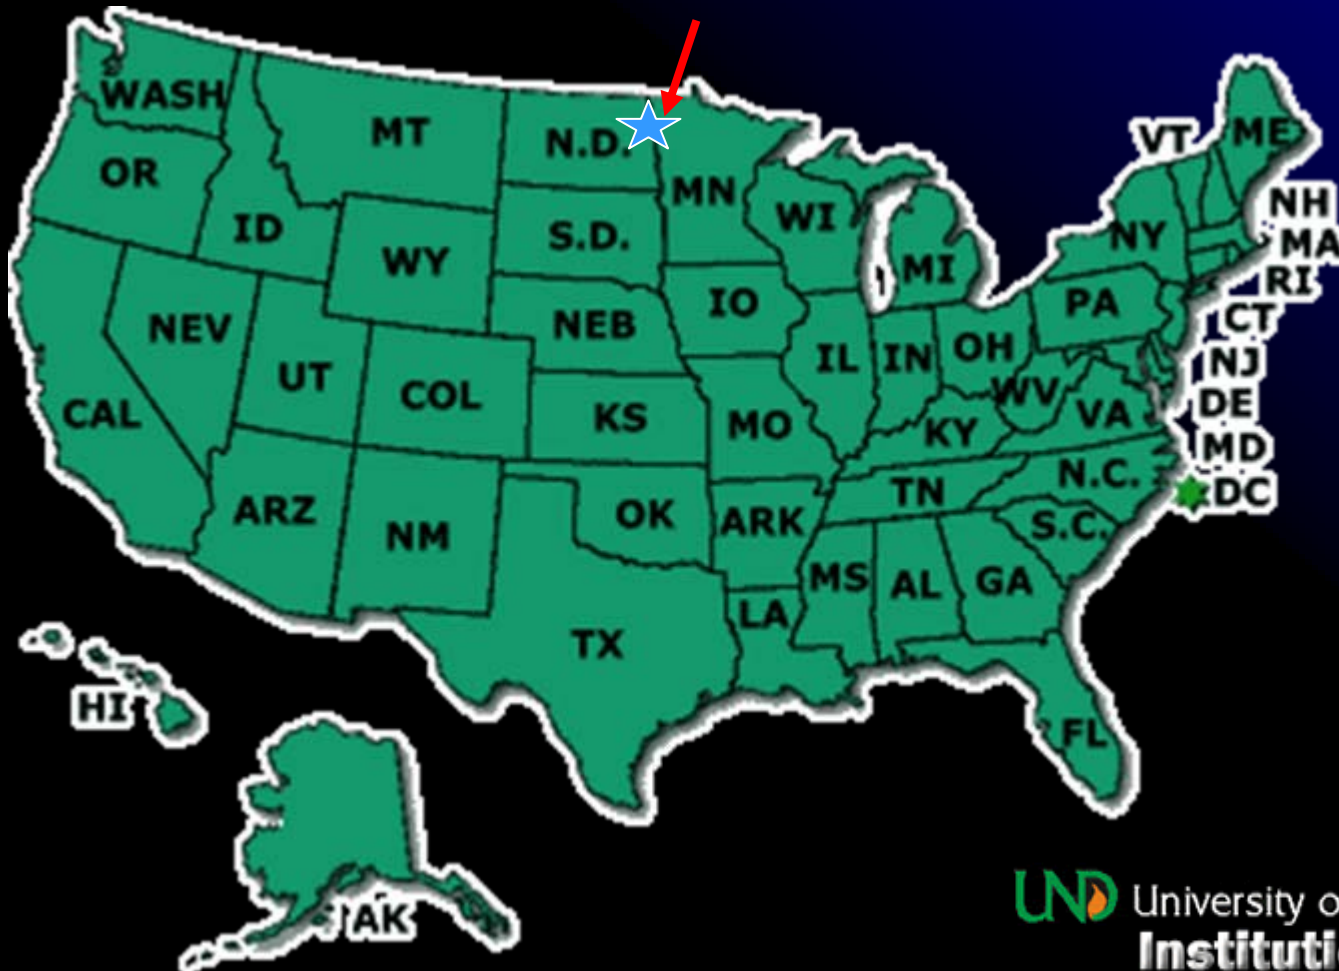 WASH
MT
N.D.
MN
VT
ME
OR
ID
S.D.
WI
NH
NY
MA
WY
MI
RI
IO
PA
NEV
NEB
CT
IL
IN
OH
NJ
UT
COL
WV
DE
CAL
KS
MO
KY
VA
MD
N.C.
TN
DC
ARZ
NM
OK
ARK
S.C.
MS
AL
GA
LA
TX
HI
FL
AK
UND University o
Instituti